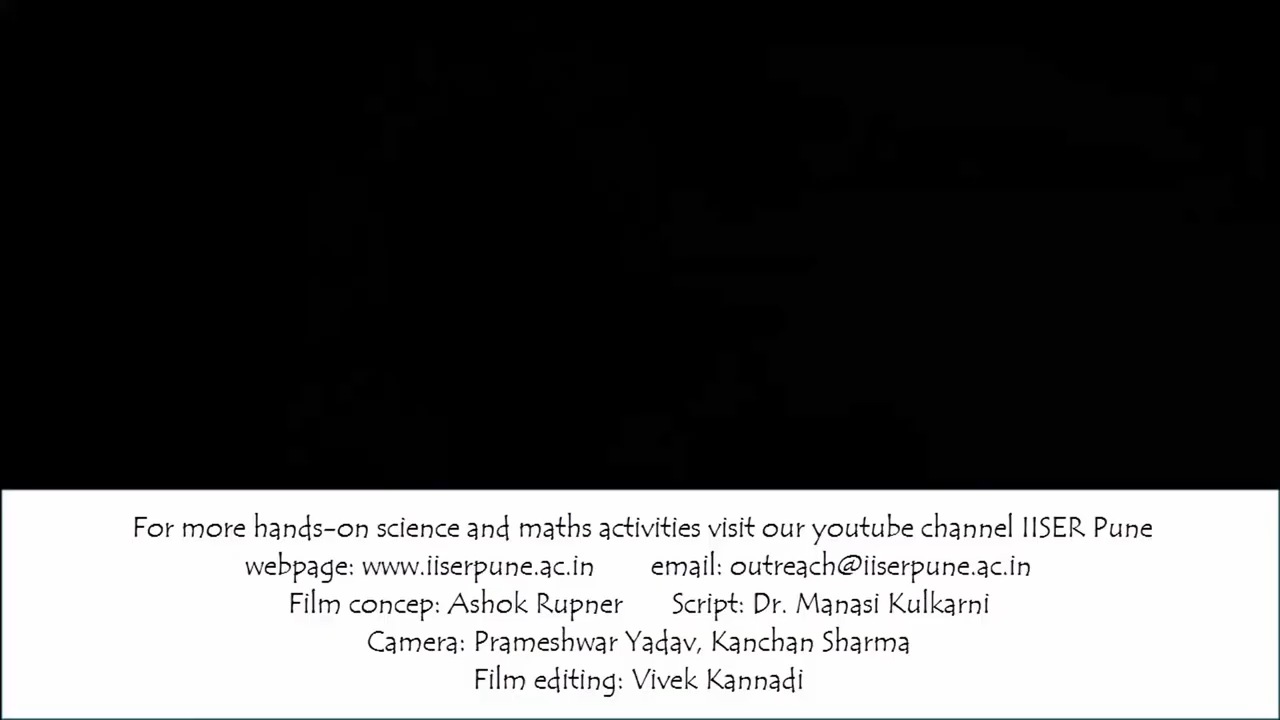 For more hands-on science and maths activities visit our youtube channel IISER Pune
webpage: www.iiserpune.ac.in email: outreach@iiserpune.ac.in
Film concep: Ashok Rupner Script: Dr. Manasi Kulkarni
Camera: Prameshwar Yadav, Kanchan Sharma
Film editing: Vivek Kannadi